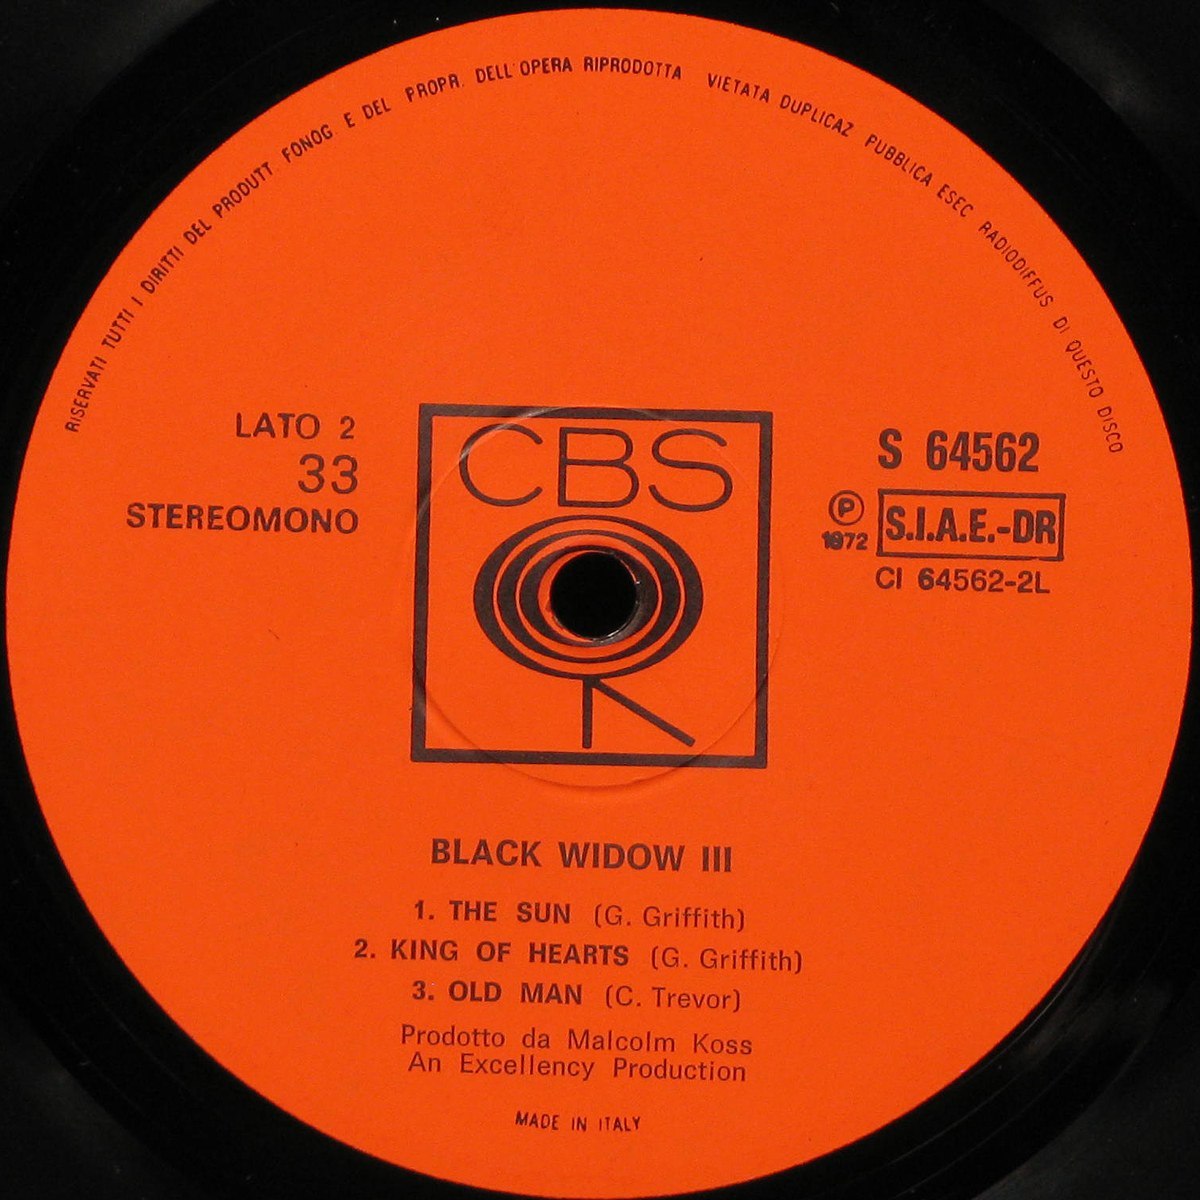 RISERVATI TUTTI I DIRITTI DEL PRODUTT FONOG E DEL PROPR. DELL'OPERA RIPRODOTTA VIETATA DUPLICAZ PUBBLICA ESEC RADIODIFFUS DI QUESTO DISCO
LATO 2
33
STEREOMONO
CBS
S 64562
℗
1972
S.I.A.E.-DR
CI 64562-2L
BLACK WIDOW III
1. THE SUN (G. Griffith)
2. KING OF HEARTS (G. Griffith)
3. OLD MAN (C. Trevor)
Prodotto da Malcolm Koss
An Excellency Production
MADE IN ITALY